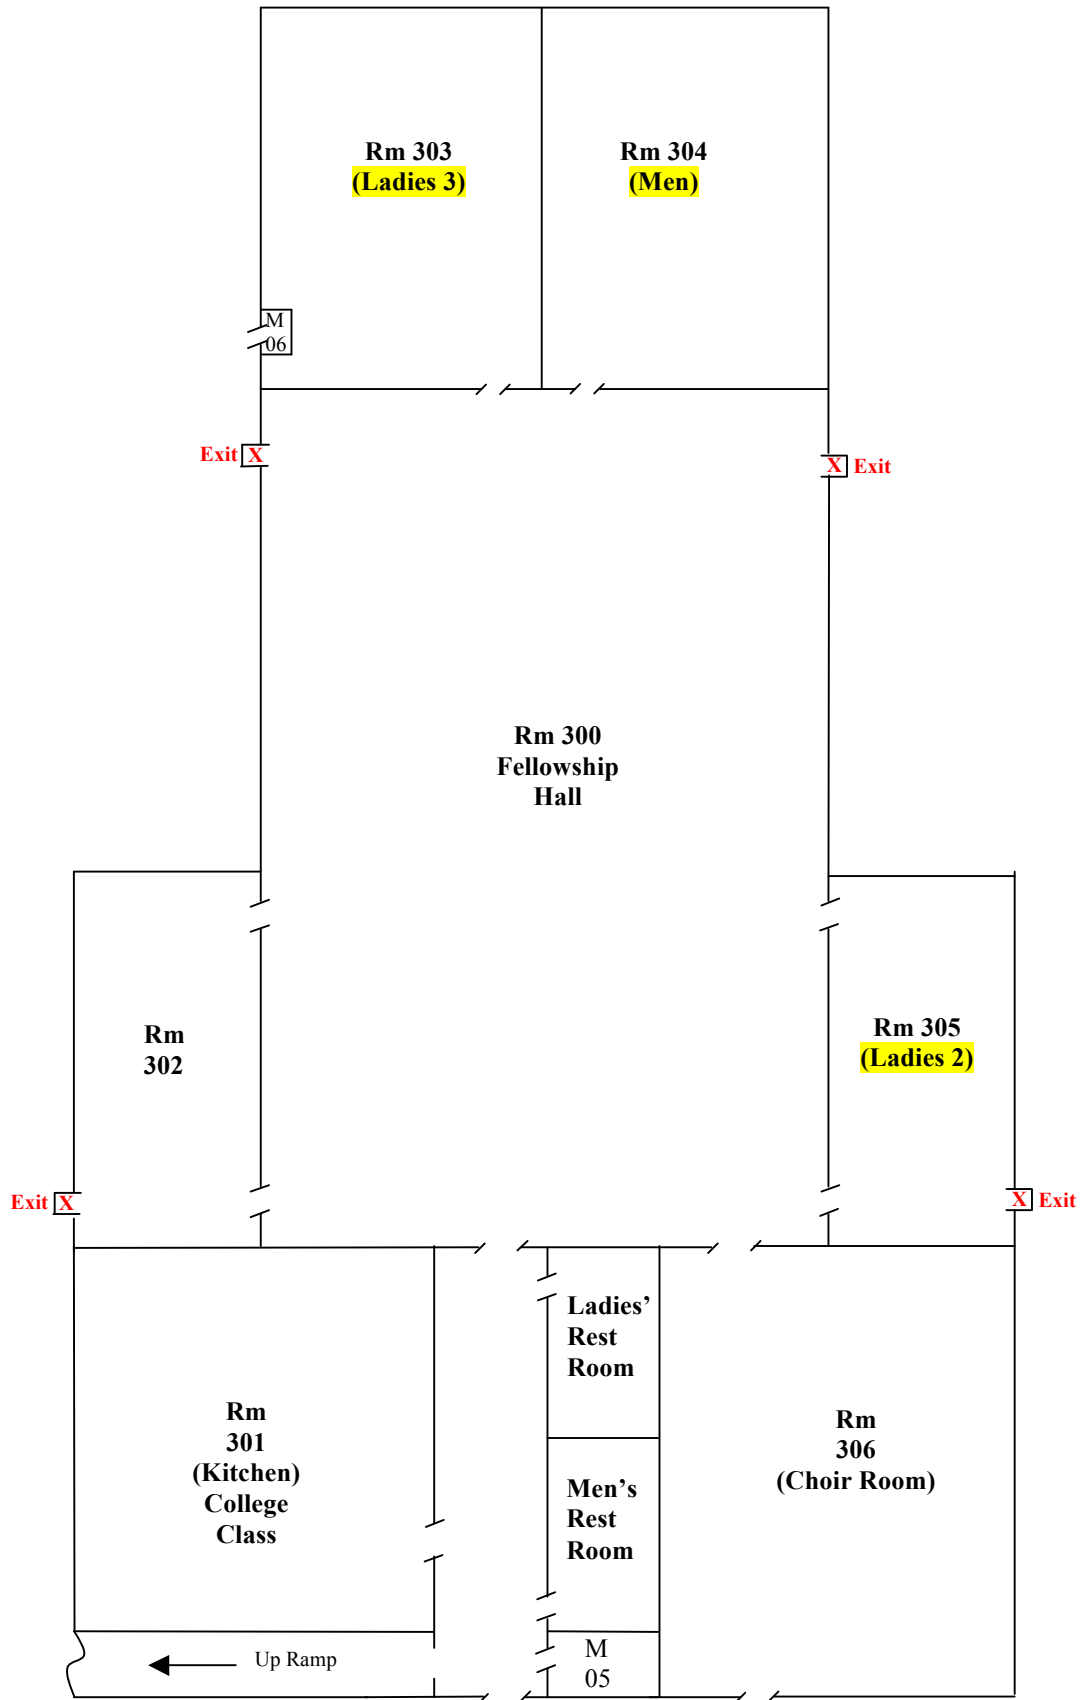 Rm 303
(Ladies 3)
Rm 304
(Men)
M
06
Exit X
X Exit
Rm 300
Fellowship
Hall
Rm
302
Rm 305
(Ladies 2)
Exit X
X Exit
Ladies’
Rest
Room
Rm
301
(Kitchen)
College
Class
Men’s
Rest
Room
Rm
306
(Choir Room)
Up Ramp
M
05